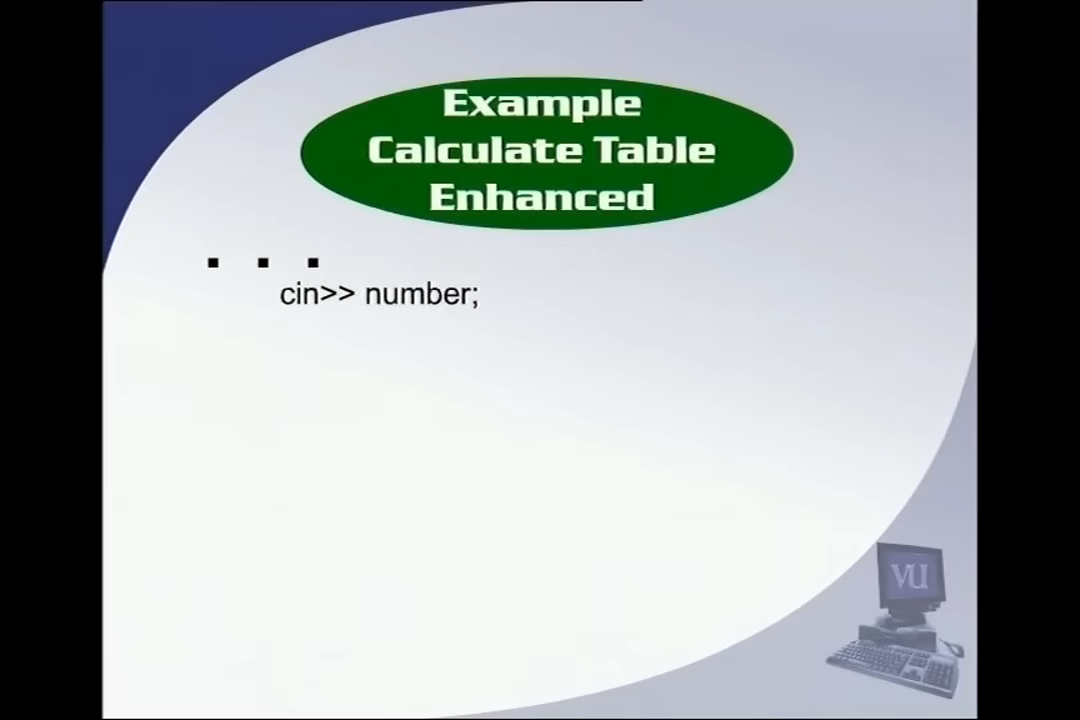 Example
Calculate Table
Enhanced
. . .
cin>> number;
VU